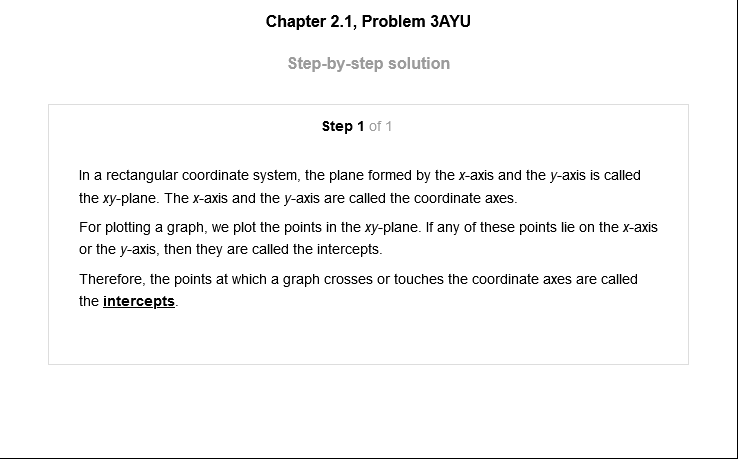 Chapter 2.1, Problem 3AYU
Step-by-step solution
Step 1 of 1
In a rectangular coordinate system, the plane formed by the x-axis and the y-axis is called
the xy-plane. The x-axis and the y-axis are called the coordinate axes.
For plotting a graph, we plot the points in the xy-plane. If any of these points lie on the x-axis
or the y-axis, then they are called the intercepts.
Therefore, the points at which a graph crosses or touches the coordinate axes are called
the intercepts.